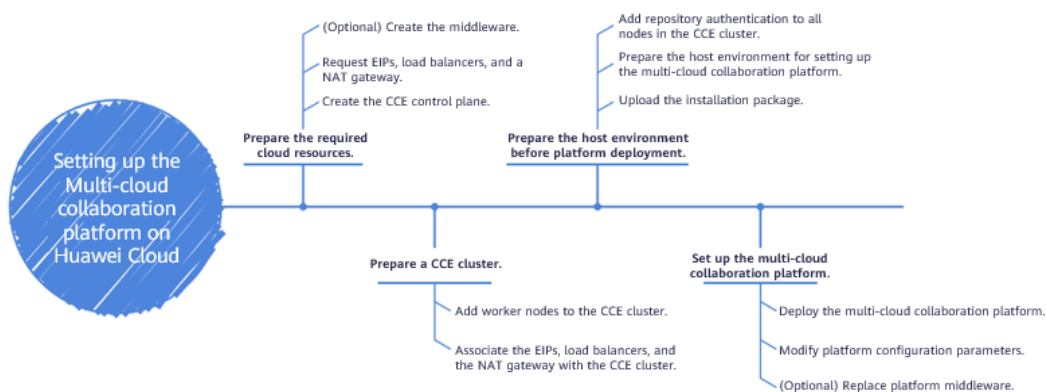 Setting up the
Multi-cloud
collaboration
platform on
Huawei Cloud
(Optional) Create the middleware.
Request EIPs, load balancers, and a
NAT gateway.
Create the CCE control plane.
Prepare the required
cloud resources.
Prepare a CCE cluster.
Add worker nodes to the CCE cluster.
Associate the EIPs, load balancers, and
the NAT gateway with the CCE cluster.
Add repository authentication to all
nodes in the CCE cluster.
Prepare the host environment for setting up
the multi-cloud collaboration platform.
Upload the installation package.
Prepare the host environment
before platform deployment.
Set up the multi-cloud
collaboration platform.
Deploy the multi-cloud collaboration platform.
Modify platform configuration parameters.
(Optional) Replace platform middleware.